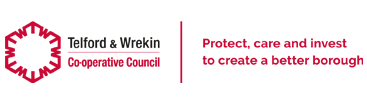 Telford & Wrekin
Co-operative Council
Protect, care and invest
to create a better borough